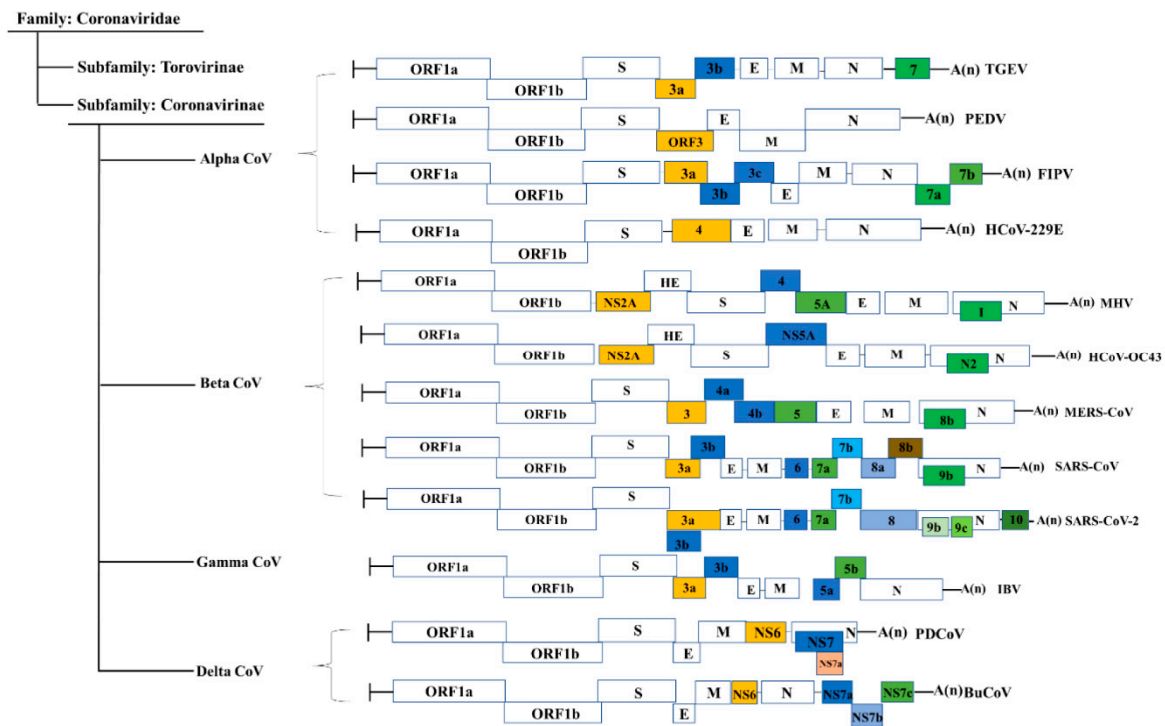 Family: Coronaviridae
Subfamily: Torovirinae
Subfamily: Coronavirinae
Alpha CoV
ORF1a ORF1b S 3a 3b E M N 7 A(n) TGEV
ORF1a ORF1b S ORF3 E M N A(n) PEDV
ORF1a ORF1b S 3a 3b 3c E M N 7a 7b A(n) FIPV
ORF1a ORF1b S 4 E M N A(n) HCoV-229E
Beta CoV
ORF1a ORF1b NS2A HE S 4 5A E M I N A(n) MHV
ORF1a ORF1b NS2A HE S NS5A E M N2 N A(n) HCoV-OC43
ORF1a ORF1b S 3 4a 4b 5 E M 8b N A(n) MERS-CoV
ORF1a ORF1b S 3a 3b E M 6 7a 7b 8a 8b 9b N A(n) SARS-CoV
ORF1a ORF1b S 3a 3b E M 6 7a 7b 8 9b 9c N 10 A(n) SARS-CoV-2
Gamma CoV
ORF1a ORF1b S 3a 3b E M 5a 5b N A(n) IBV
Delta CoV
ORF1a ORF1b S E M NS6 NS7 NS7a N A(n) PDCoV
ORF1a ORF1b S E M NS6 N NS7a NS7b NS7c A(n) BuCoV